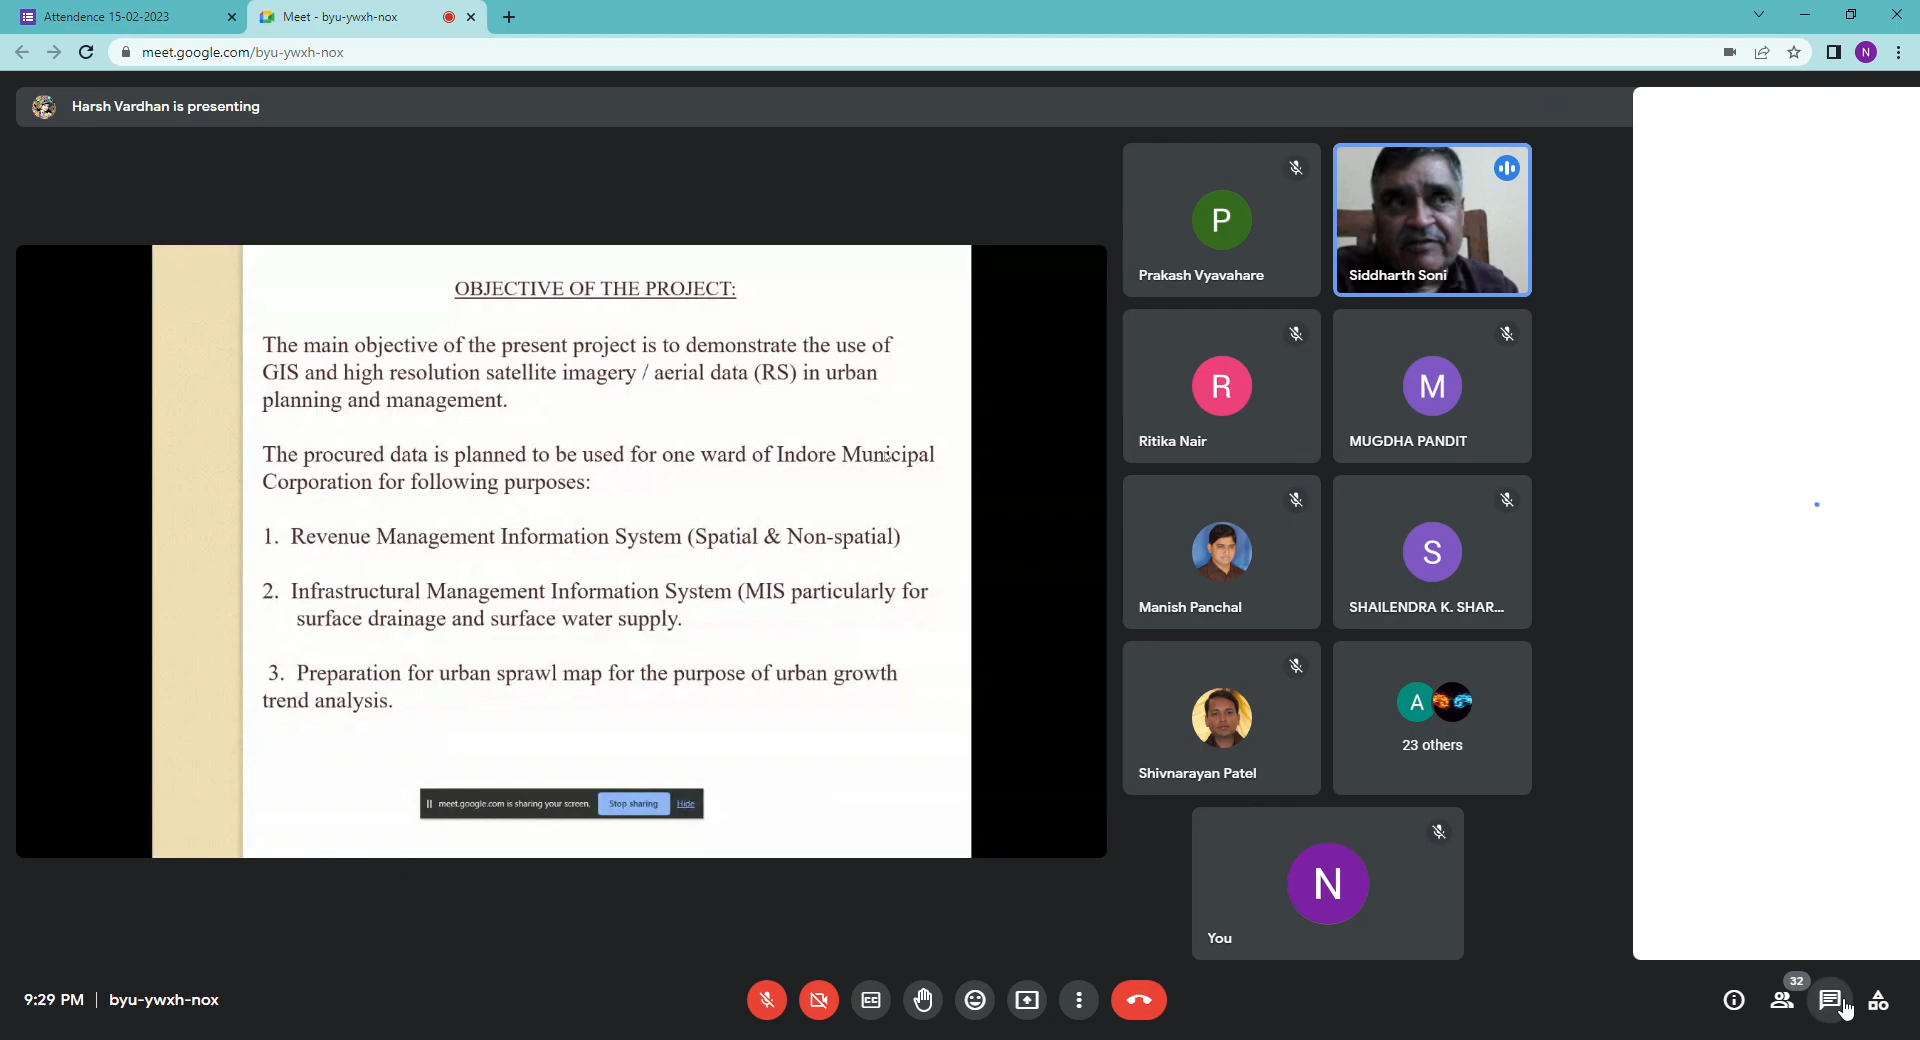 Attendence 15-02-2023
Meet - byu-ywxh-nox
meet.google.com/byu-ywxh-nox
N
Harsh Vardhan is presenting
OBJECTIVE OF THE PROJECT:
The main objective of the present project is to demonstrate the use of
GIS and high resolution satellite imagery / aerial data (RS) in urban
planning and management.
The procured data is planned to be used for one ward of Indore Municipal
Corporation for following purposes:
1. Revenue Management Information System (Spatial & Non-spatial)
2. Infrastructural Management Information System (MIS particularly for
surface drainage and surface water supply.
3. Preparation for urban sprawl map for the purpose of urban growth
trend analysis.
meet.google.com is sharing your screen. Stop sharing Hide
P
Prakash Vyavahare
Siddharth Soni
R
Ritika Nair
M
MUGDHA PANDIT
Manish Panchal
S
SHAILENDRA K. SHAR...
Shivnarayan Patel
A
23 others
N
You
9:29 PM | byu-ywxh-nox
CC
32